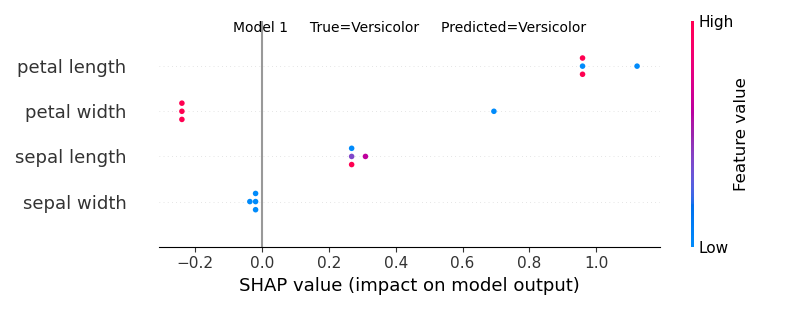 Model 1 True=Versicolor Predicted=Versicolor
High
petal length
petal width
sepal length
sepal width
Feature value
Low
−0.2 0.0 0.2 0.4 0.6 0.8 1.0
SHAP value (impact on model output)